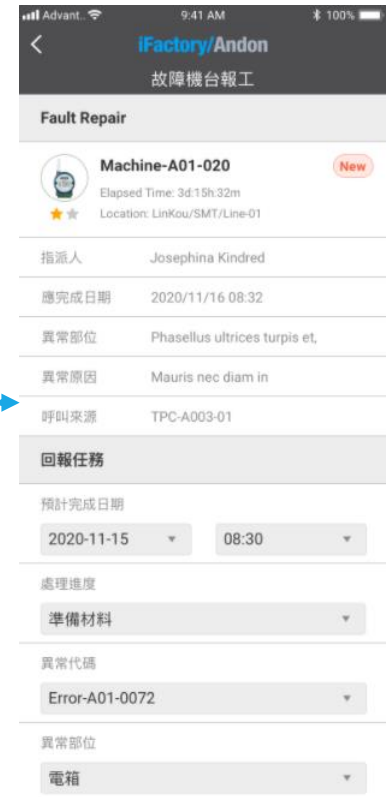 Advant.. 9:41 AM 100%
iFactory/Andon
故障機台報工
Fault Repair
Machine-A01-020 New
Elapsed Time: 3d:15h:32m
Location: LinKou/SMT/Line-01
指派人 Josephina Kindred
應完成日期 2020/11/16 08:32
異常部位 Phasellus ultrices turpis et,
異常原因 Mauris nec diam in
呼叫來源 TPC-A003-01
回報任務
預計完成日期
2020-11-15 08:30
處理進度
準備材料
異常代碼
Error-A01-0072
異常部位
電箱